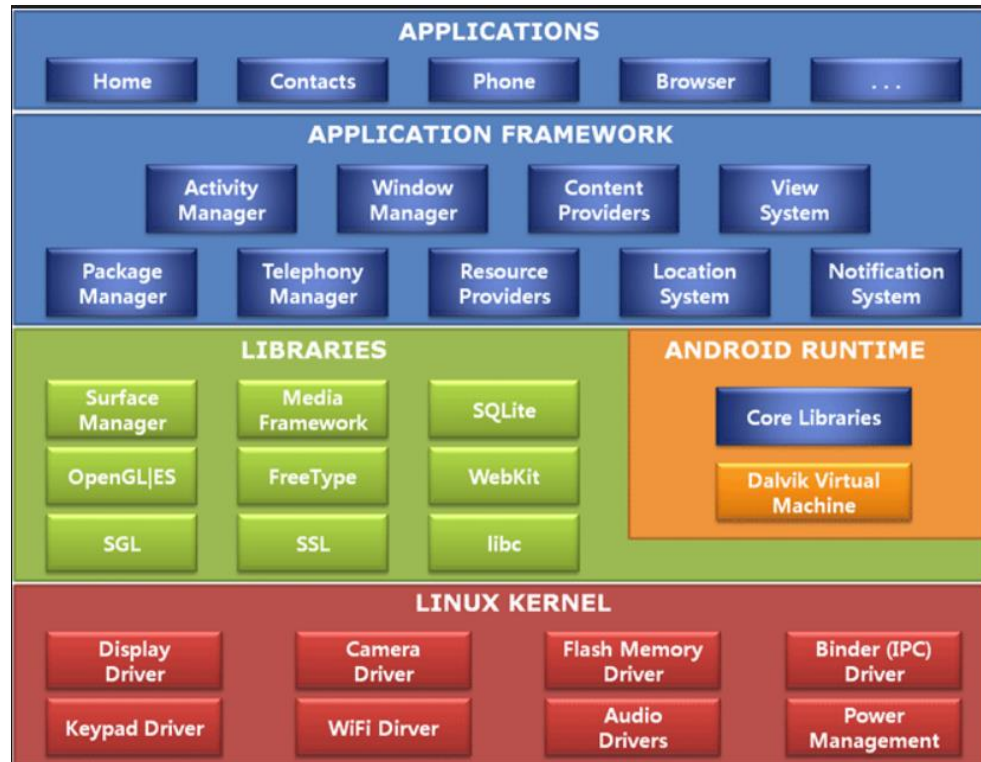 APPLICATIONS
Home
Contacts
Phone
Browser
...
APPLICATION FRAMEWORK
Activity
Manager
Window
Manager
Content
Providers
View
System
Package
Manager
Telephony
Manager
Resource
Providers
Location
System
Notification
System
LIBRARIES
Surface
Manager
Media
Framework
SQLite
OpenGL|ES
FreeType
WebKit
SGL
SSL
libc
ANDROID RUNTIME
Core Libraries
Dalvik Virtual
Machine
LINUX KERNEL
Display
Driver
Camera
Driver
Flash Memory
Driver
Binder (IPC)
Driver
Keypad Driver
WiFi Dirver
Audio
Drivers
Power
Management